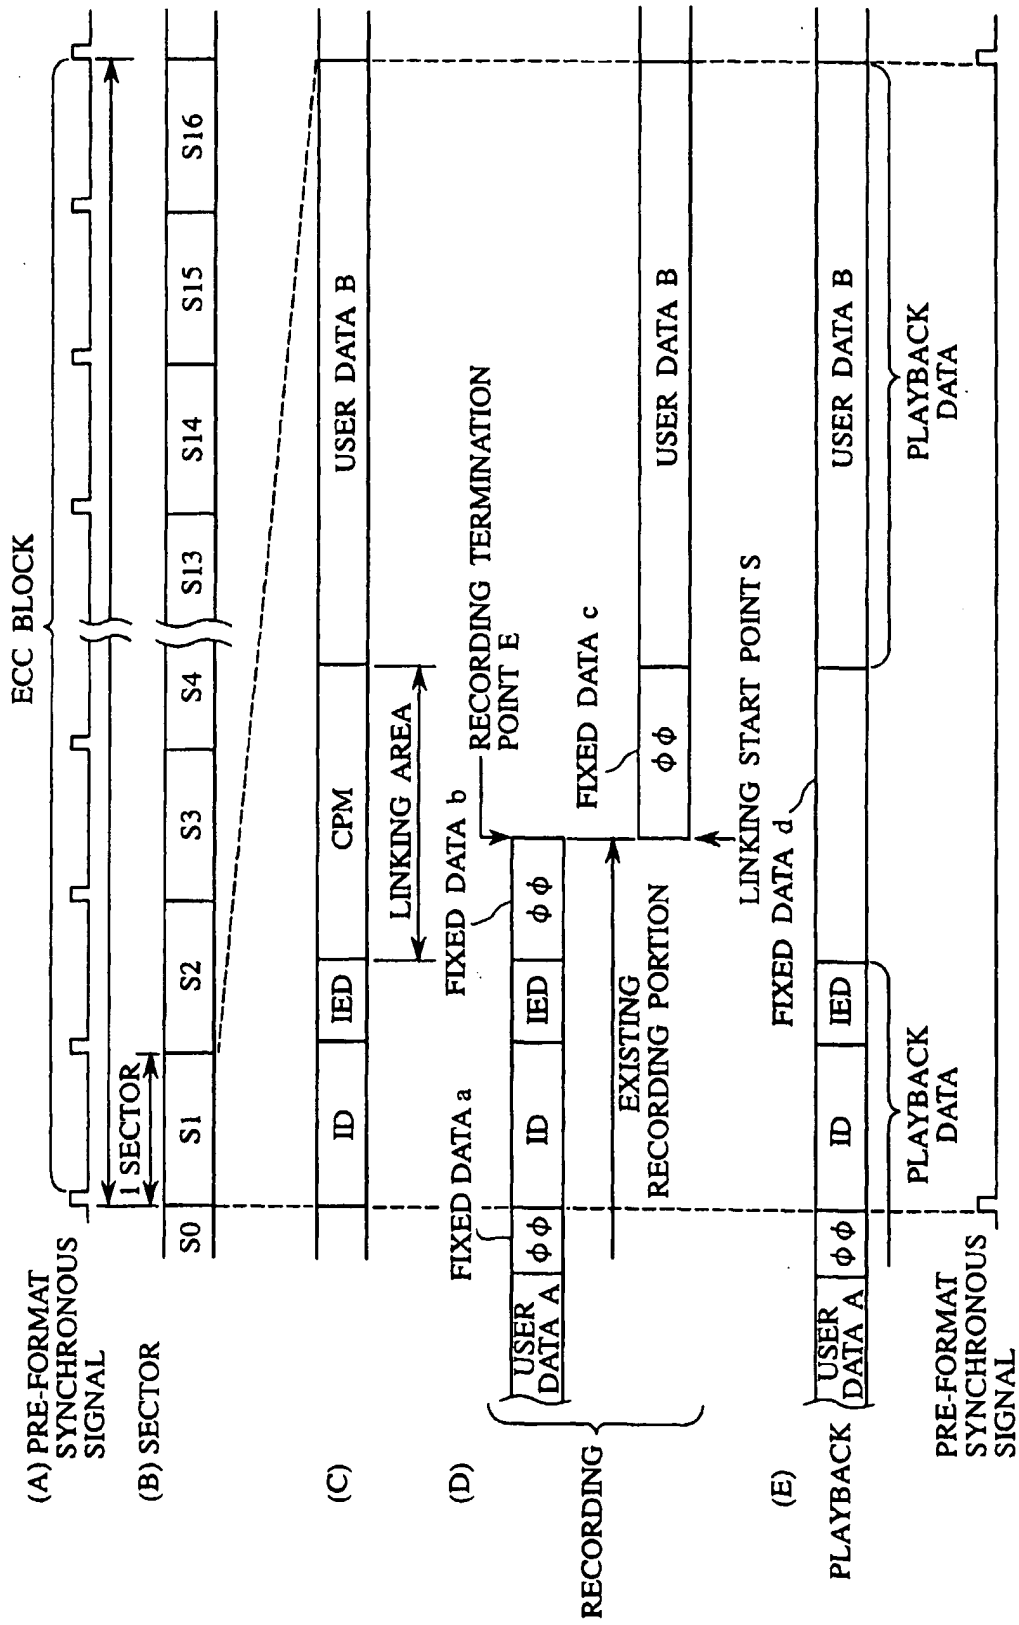 (A) PRE-FORMAT
SYNCHRONOUS
SIGNAL
ECC BLOCK
1 SECTOR
(B) SECTOR
S0 S1 S2 S3 S4 S13 S14 S15 S16
(C)
ID IED CPM USER DATA B
LINKING AREA
(D)
FIXED DATA a
FIXED DATA b
RECORDING TERMINATION
POINT E
USER
DATA A
ϕϕ ID IED ϕϕ
RECORDING
EXISTING
RECORDING PORTION
FIXED DATA c
ϕϕ USER DATA B
LINKING START POINT S
FIXED DATA d
(E)
PLAYBACK
USER
DATA A
ϕϕ ID IED USER DATA B
PLAYBACK
DATA
PLAYBACK
DATA
PRE-FORMAT
SYNCHRONOUS
SIGNAL